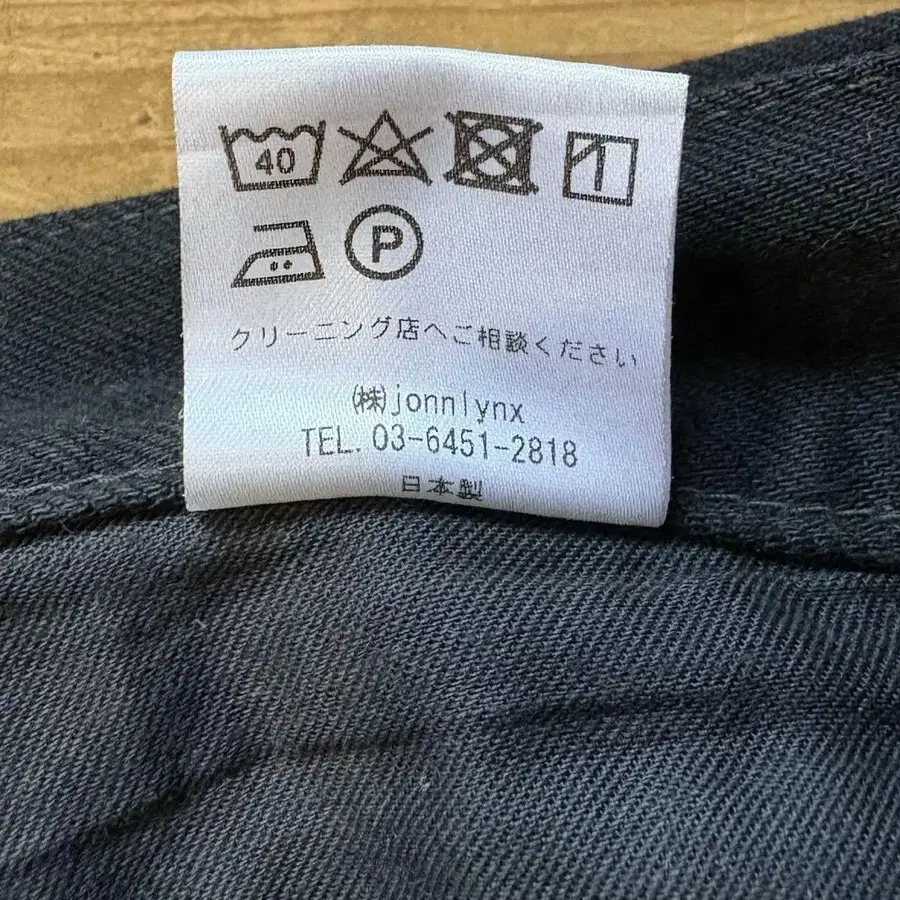 40
P
クリーニング店へご相談ください
㈱jonnlynx
TEL. 03-6451-2818
日本製